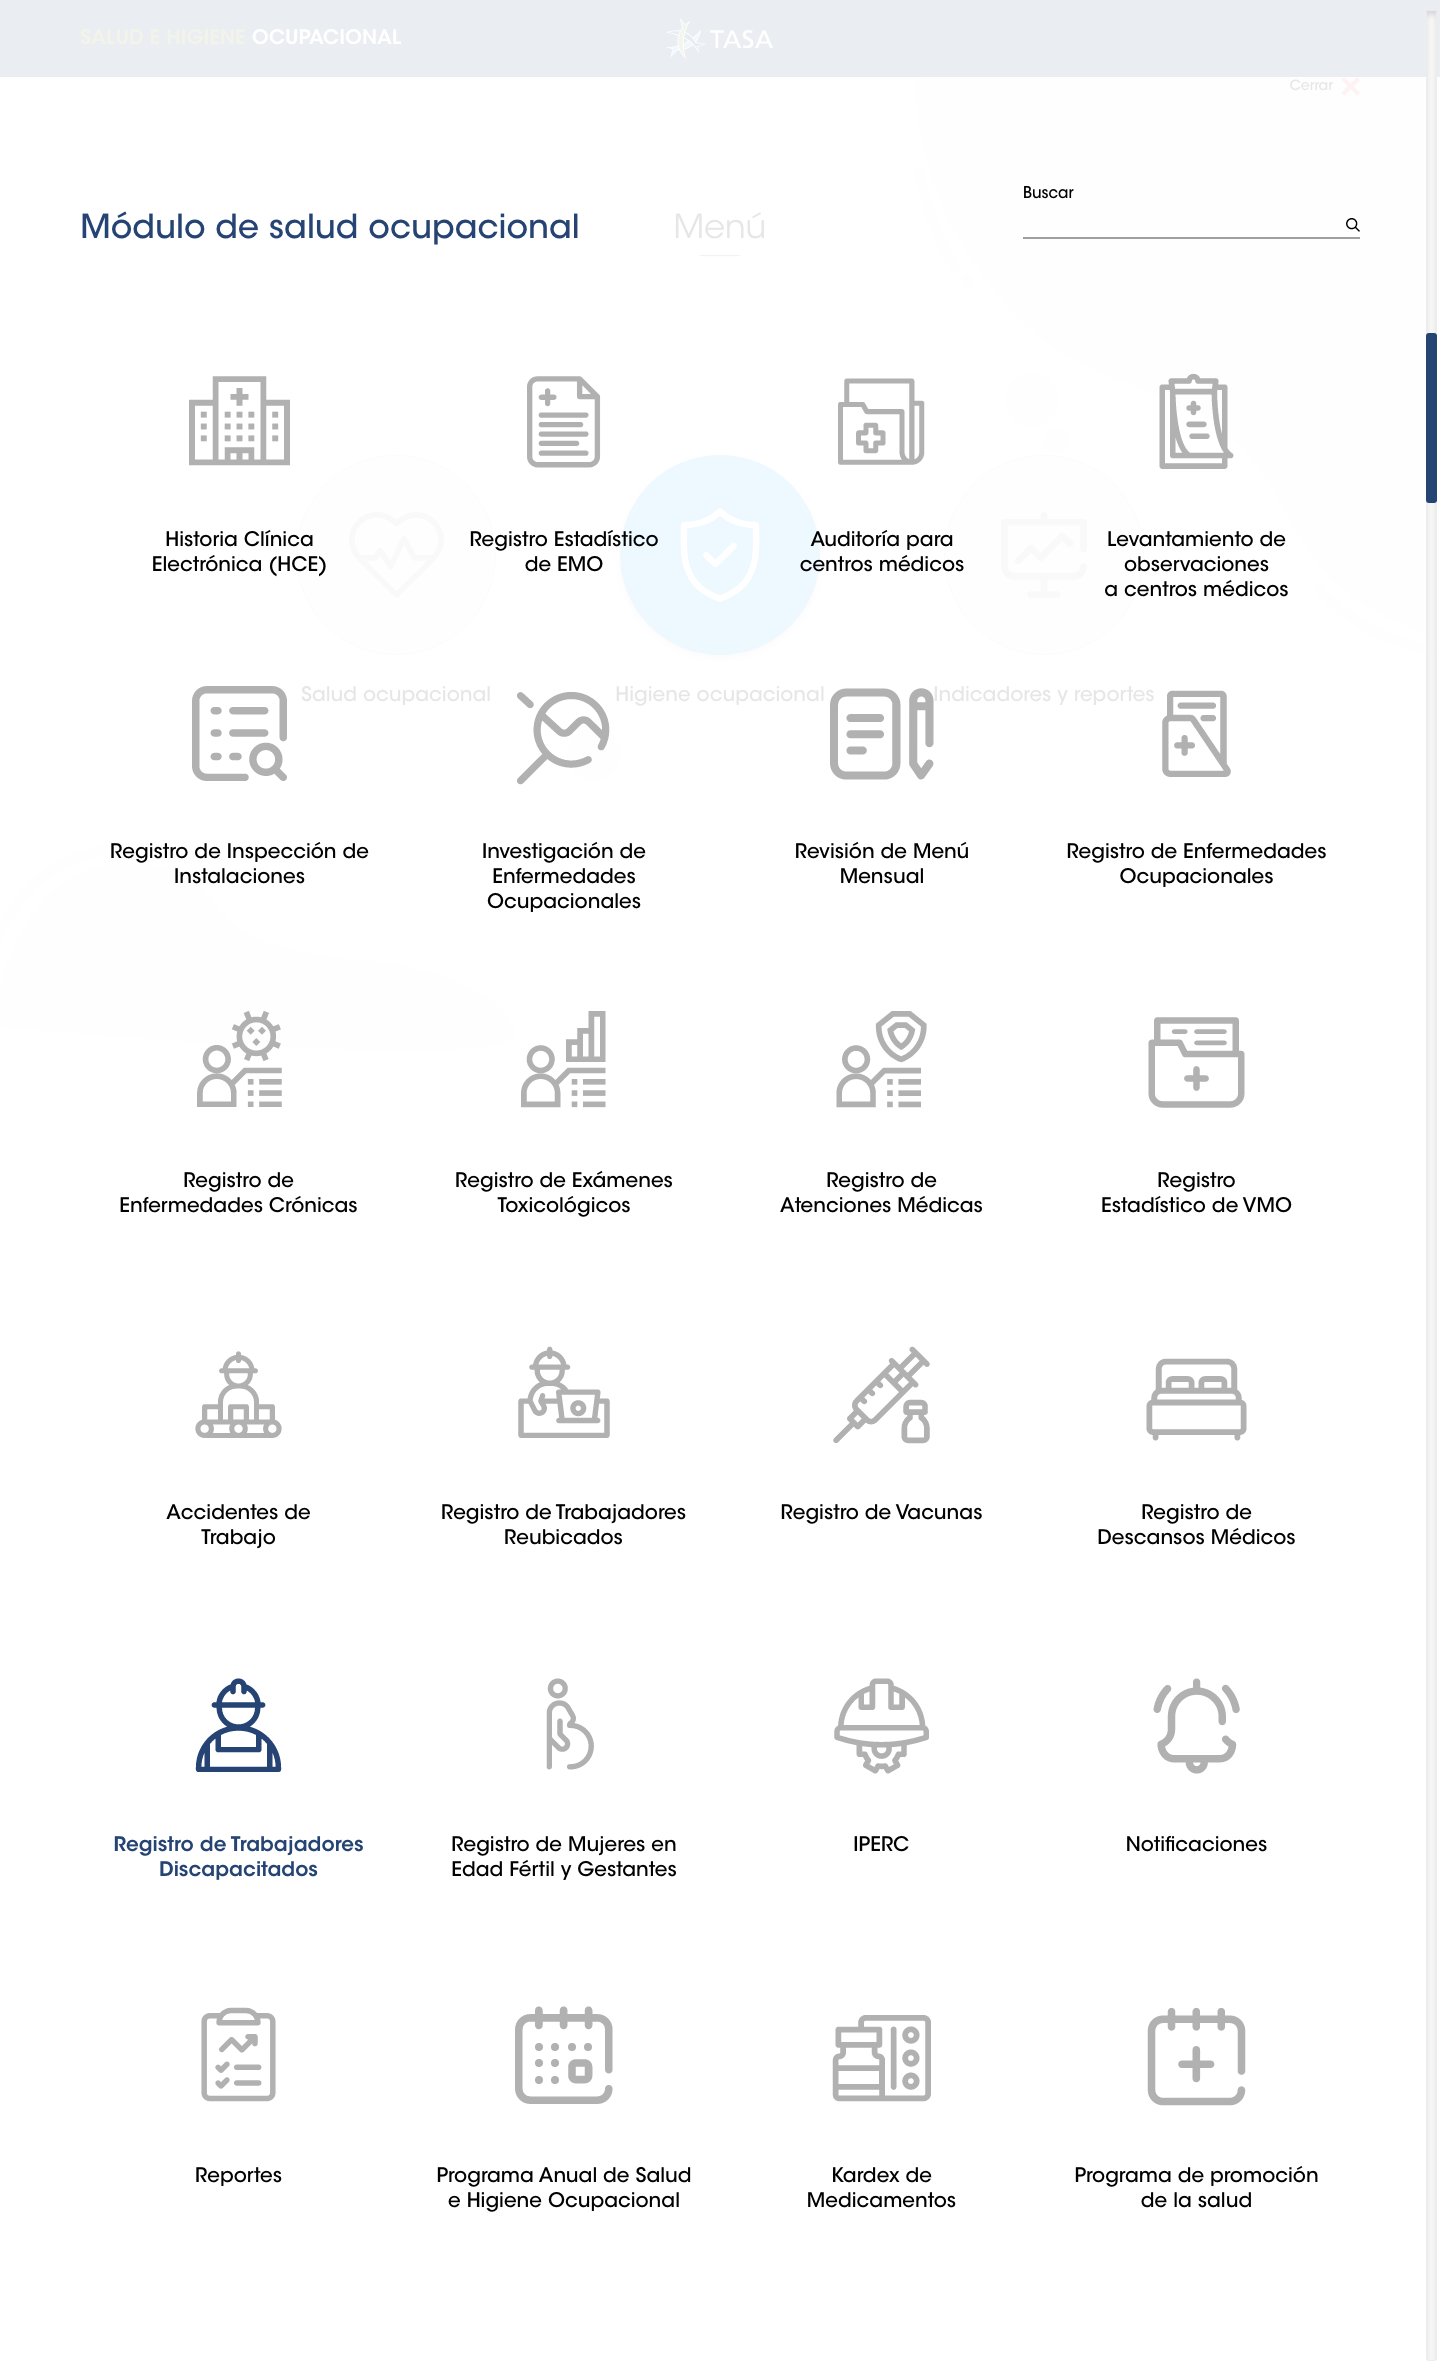 SALUD E HIGIENE OCUPACIONAL
TASA
Cerrar
Buscar
Módulo de salud ocupacional
Menú
Historia Clínica
Electrónica (HCE)
Registro Estadístico
de EMO
Auditoría para
centros médicos
Levantamiento de
observaciones
a centros médicos
Salud ocupacional
Higiene ocupacional
Indicadores y reportes
Registro de Inspección de
Instalaciones
Investigación de
Enfermedades
Ocupacionales
Revisión de Menú
Mensual
Registro de Enfermedades
Ocupacionales
Registro de
Enfermedades Crónicas
Registro de Exámenes
Toxicológicos
Registro de
Atenciones Médicas
Registro
Estadístico de VMO
Accidentes de
Trabajo
Registro de Trabajadores
Reubicados
Registro de Vacunas
Registro de
Descansos Médicos
Registro de Trabajadores
Discapacitados
Registro de Mujeres en
Edad Fértil y Gestantes
IPERC
Notificaciones
Reportes
Programa Anual de Salud
e Higiene Ocupacional
Kardex de
Medicamentos
Programa de promoción
de la salud